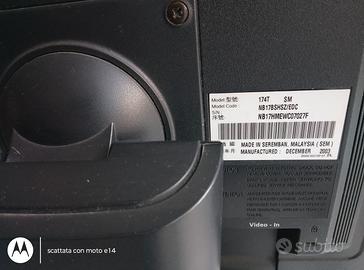 Model 型號: 174T SM
Model Code: NB17BSHSZ/EDC
S/N:
序號: NB17HMEWC07027F
MADE IN SEREMBAN, MALAYSIA ( SEM )
MANUFACTURED : DECEMBER 2003
Video - In
scattata con moto e14
subito